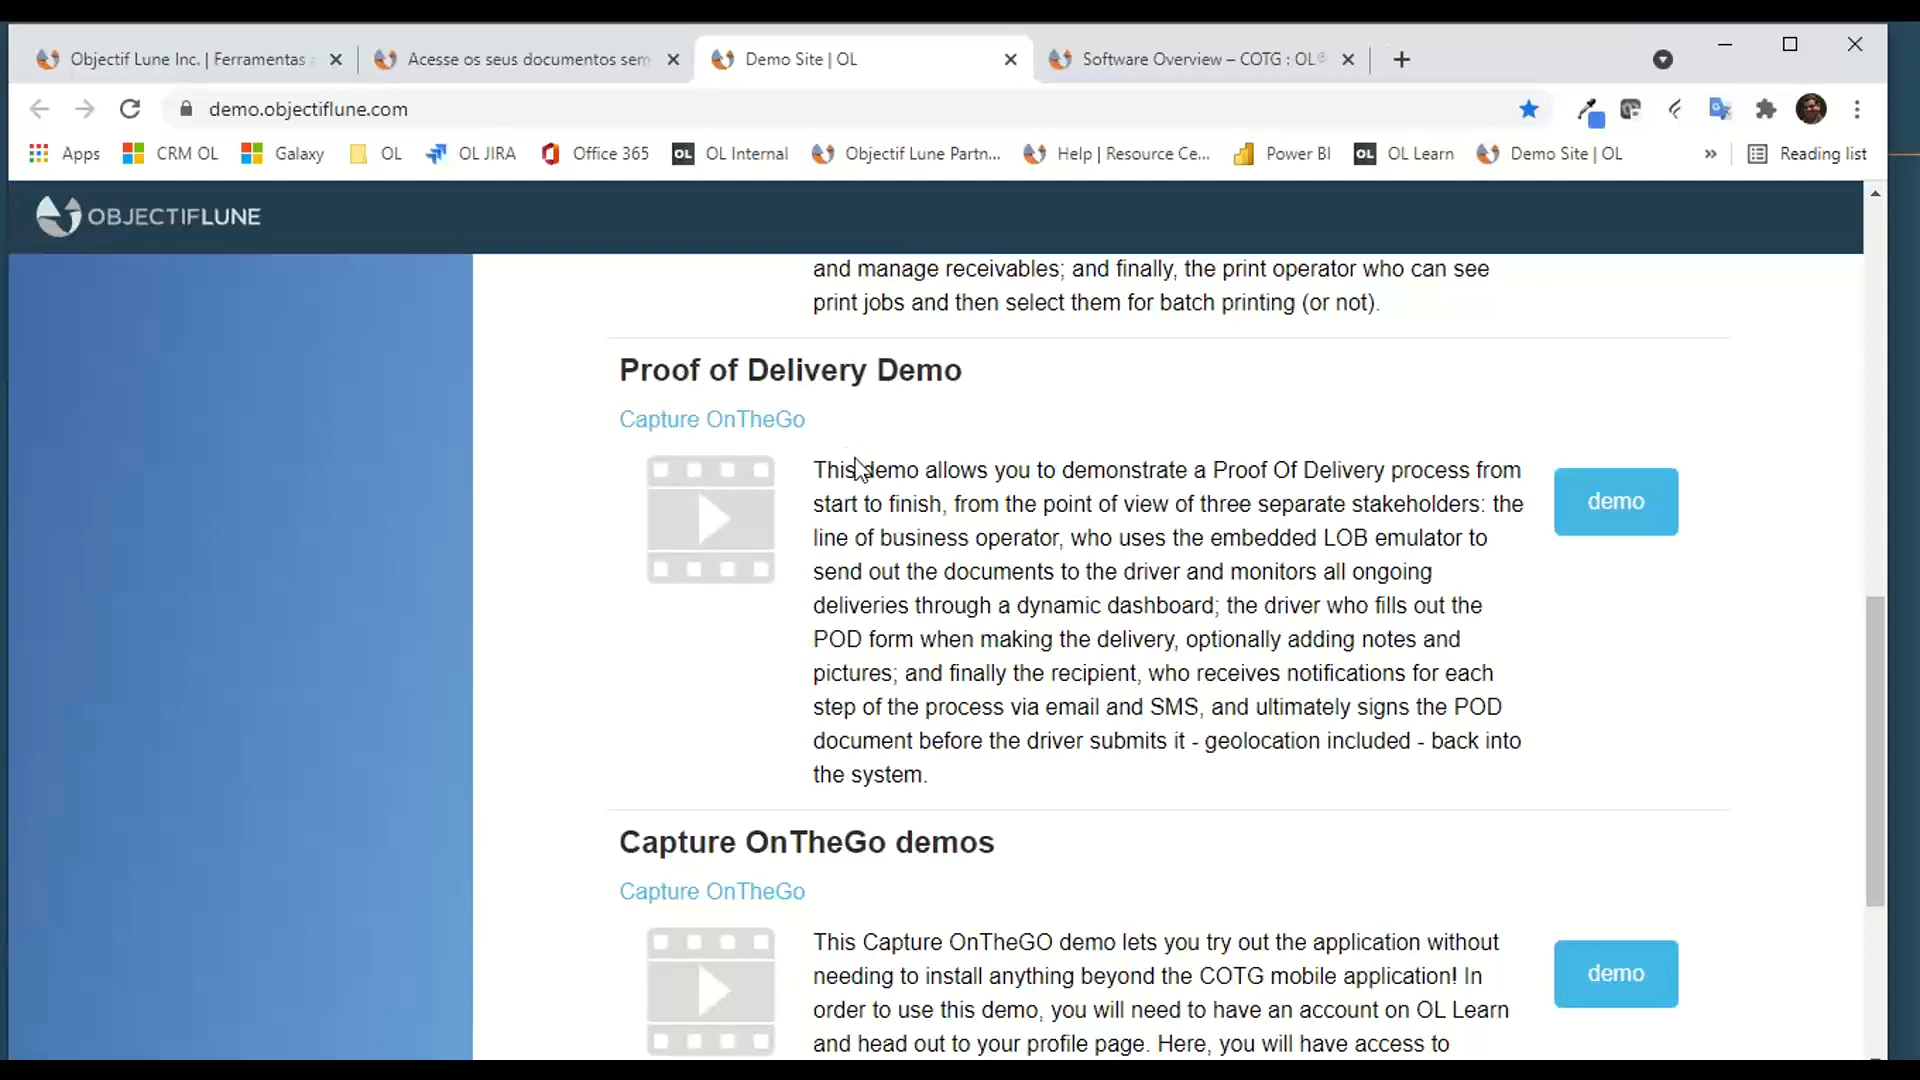 Objectif Lune Inc. | Ferramentas
Acesse os seus documentos sem
Demo Site | OL
Software Overview – COTG : OL®
demo.objectiflune.com
Apps
CRM OL
Galaxy
OL
OL JIRA
Office 365
OL
OL Internal
Objectif Lune Partn...
Help | Resource Ce...
Power BI
OL
OL Learn
Demo Site | OL
»
Reading list
OBJECTIFLUNE
and manage receivables; and finally, the print operator who can see
print jobs and then select them for batch printing (or not).
Proof of Delivery Demo
Capture OnTheGo
This demo allows you to demonstrate a Proof Of Delivery process from
start to finish, from the point of view of three separate stakeholders: the
line of business operator, who uses the embedded LOB emulator to
send out the documents to the driver and monitors all ongoing
deliveries through a dynamic dashboard; the driver who fills out the
POD form when making the delivery, optionally adding notes and
pictures; and finally the recipient, who receives notifications for each
step of the process via email and SMS, and ultimately signs the POD
document before the driver submits it - geolocation included - back into
the system.
demo
Capture OnTheGo demos
Capture OnTheGo
This Capture OnTheGO demo lets you try out the application without
needing to install anything beyond the COTG mobile application! In
order to use this demo, you will need to have an account on OL Learn
and head out to your profile page. Here, you will have access to
demo